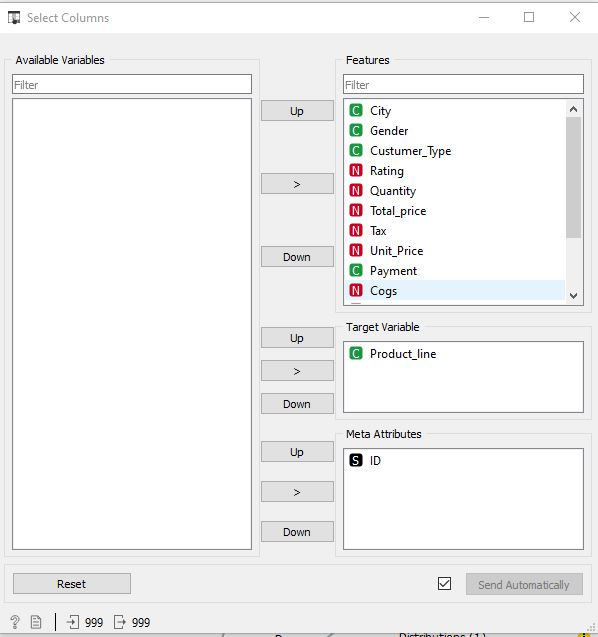 Select Columns
Available Variables
Filter
Up
>
Down
Up
>
Down
Up
>
Down
Features
Filter
C City
C Gender
C Custumer_Type
N Rating
N Quantity
N Total_price
N Tax
N Unit_Price
C Payment
N Cogs
Target Variable
C Product_line
Meta Attributes
S ID
Reset
Send Automatically
? 999 999
Distributions (1)